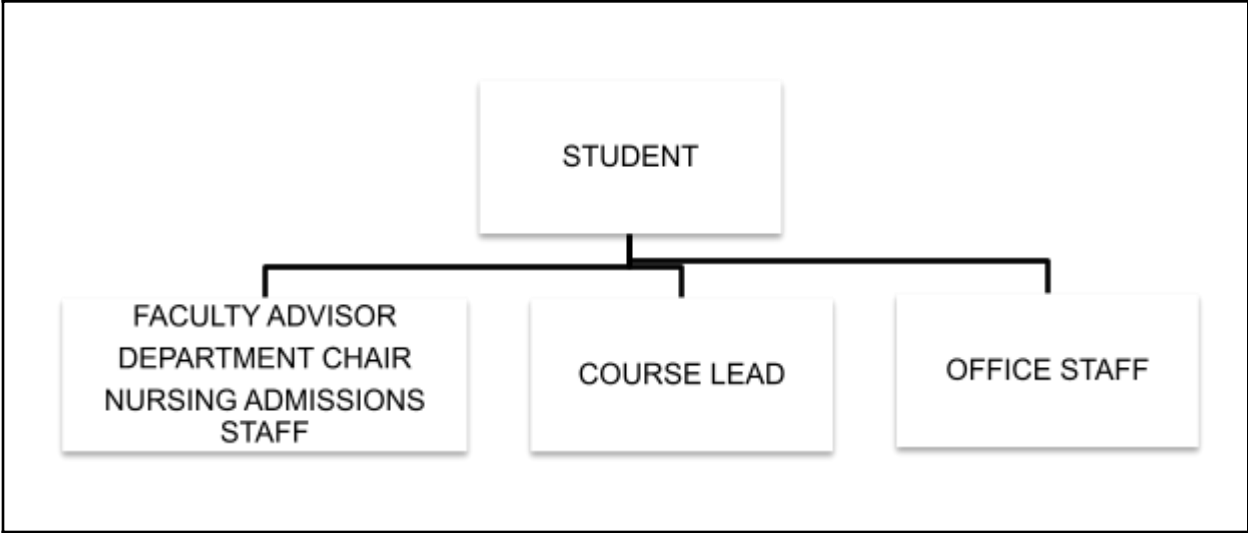 STUDENT
FACULTY ADVISOR
DEPARTMENT CHAIR
NURSING ADMISSIONS
STAFF
COURSE LEAD
OFFICE STAFF